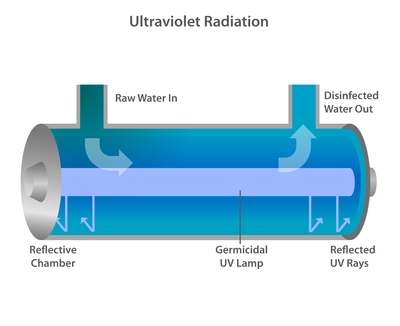 Ultraviolet Radiation
Raw Water In
Disinfected
Water Out
Reflective
Chamber
Germicidal
UV Lamp
Reflected
UV Rays